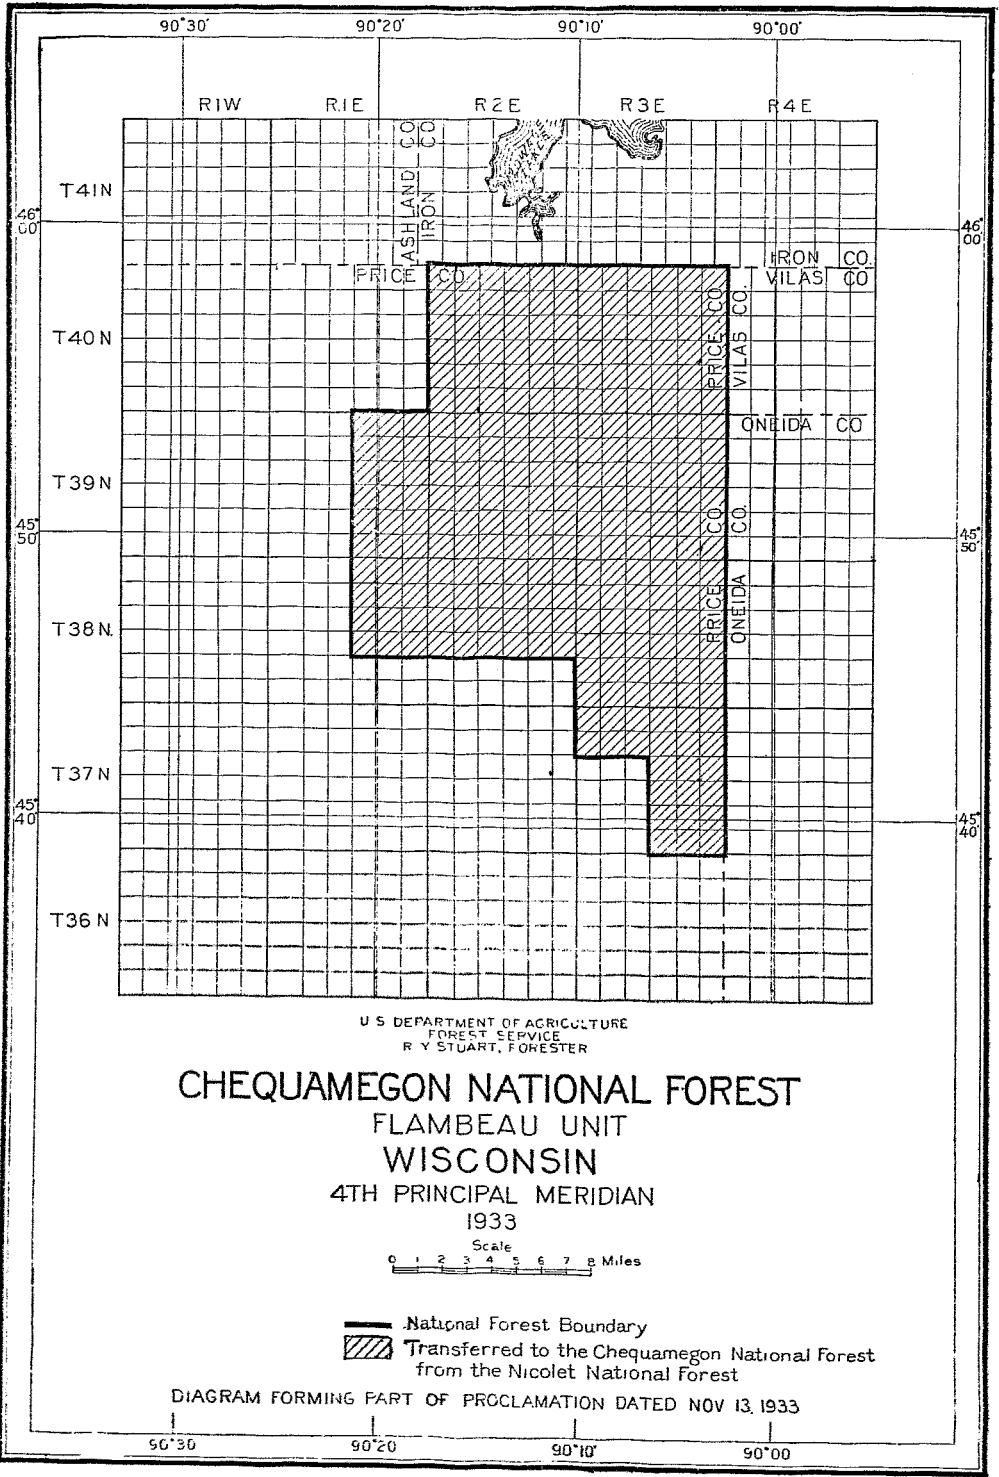 90°30' 90°20' 90°10' 90°00'
R1W R.1E R2E R3E R4E
T41N
46° 00'
46° 00'
ASHLAND CO
IRON CO.
IRON CO.
PRICE CO.
VILAS CO
T40N
PRICE CO.
VILAS CO.
ONEIDA CO
T39N
45° 50'
45° 50'
PRICE CO.
ONEIDA CO.
T38N.
T37N
45° 40'
45° 40'
T36N
U S DEPARTMENT OF AGRICULTURE
FOREST SERVICE
R Y STUART, FORESTER
CHEQUAMEGON NATIONAL FOREST
FLAMBEAU UNIT
WISCONSIN
4TH PRINCIPAL MERIDIAN
1933
Scale
0 1 2 3 4 5 6 7 8 Miles
National Forest Boundary
Transferred to the Chequamegon National Forest
from the Nicolet National Forest
DIAGRAM FORMING PART OF PROCLAMATION DATED NOV 13, 1933
90°30 90°20 90°10' 90°00